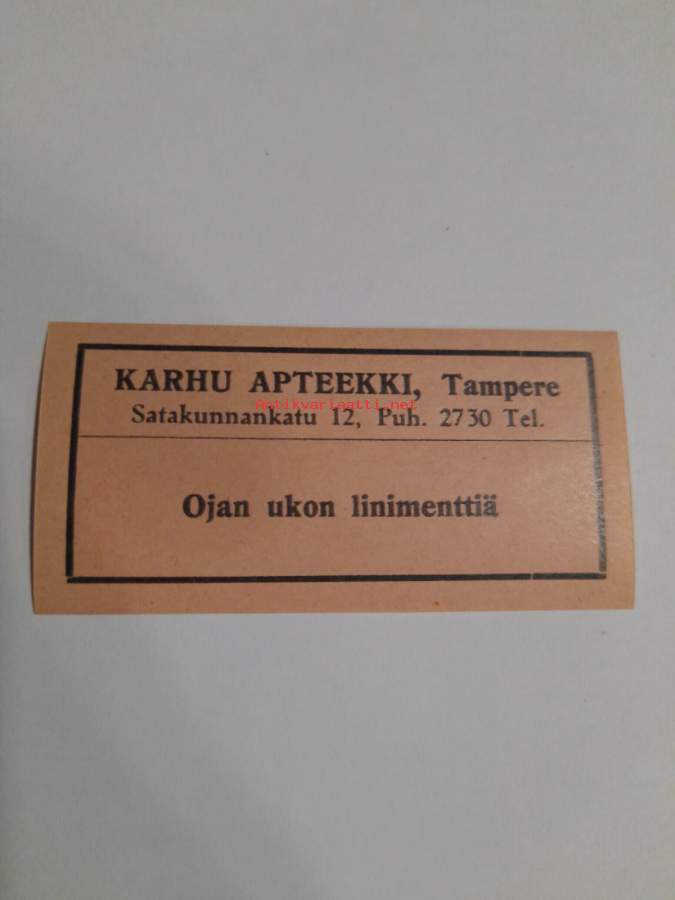 KARHU APTEEKKI, Tampere
Antikvariaatti.net
Satakunnankatu 12, Puh. 2730 Tel.
Ojan ukon linimenttiä